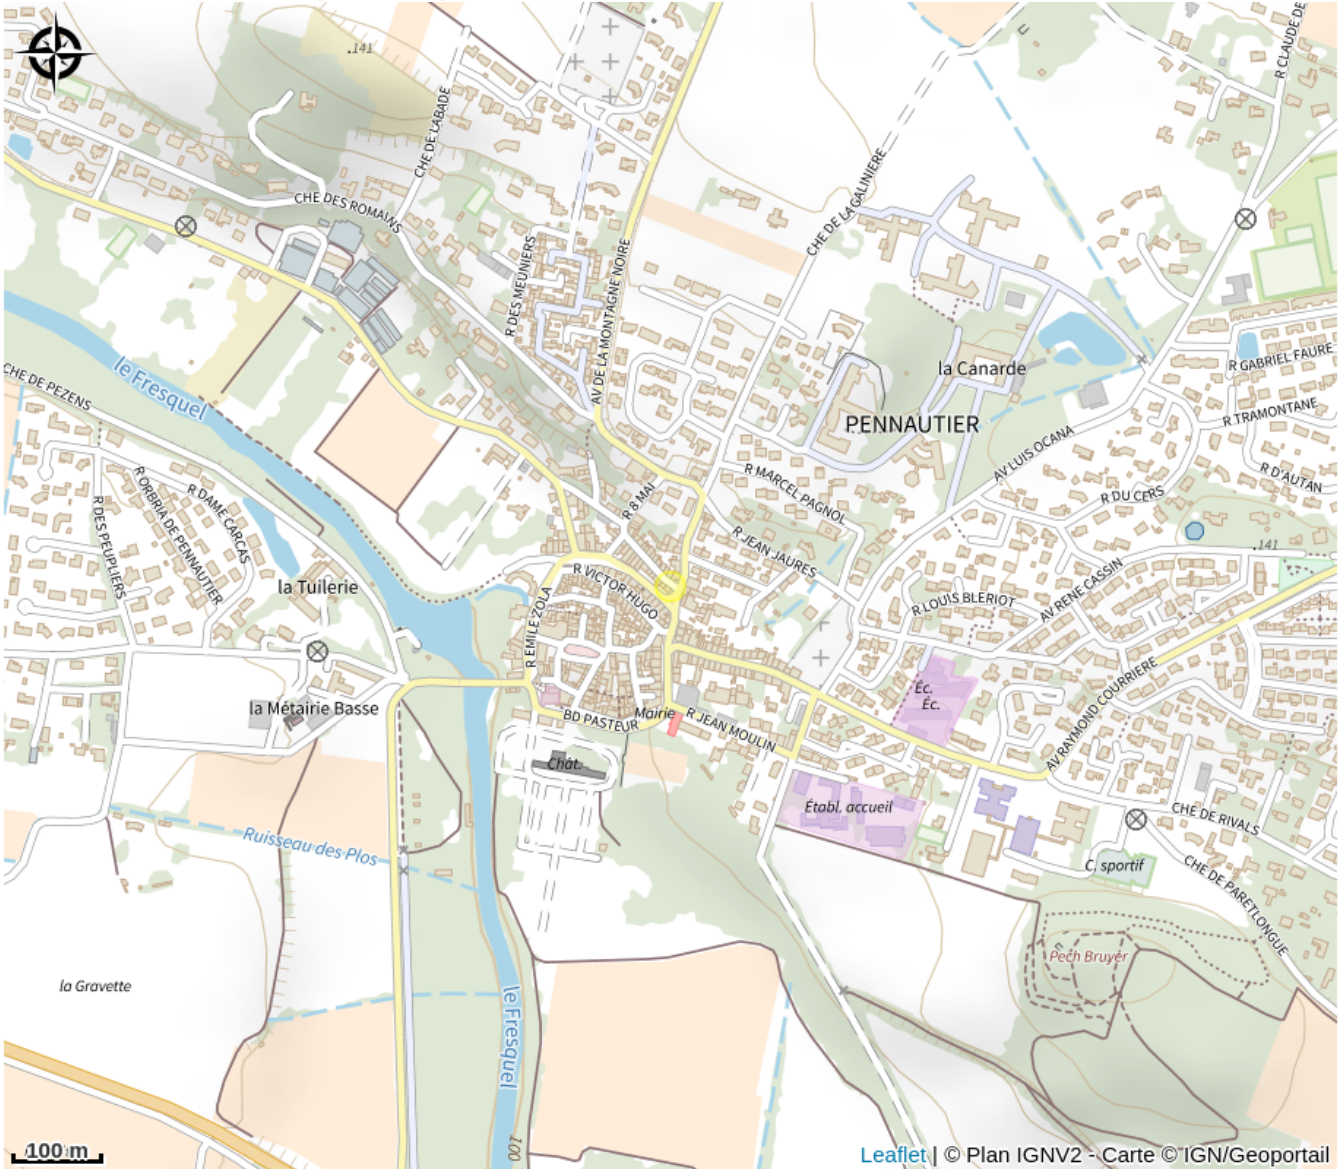 R CLAUDE DE
.141
CHE DE LABADE
CHE DE LA GALINIERE
CHE DES ROMAINS
R DES MEUNIERS
AV DE LA MONTAGNE NOIRE
le Fresquel
CHE DE PEZENS
la Canarde
PENNAUTIER
R GABRIEL FAURE
R TRAMONTANE
AV LUIS OCANA
R D'AUTAN
R MARCEL PAGNOL
R DU CERS
R 8 MAI
R DAME CARCAS
R ORBRIA DE PENNAUTIER
R DES PEUPLIERS
R JEAN JAURES
.141
la Tuilerie
R VICTOR HUGO
R EMILE ZOLA
R LOUIS BLERIOT
AV RENE CASSIN
Éc.
Éc.
la Métairie Basse
Mairie
BD PASTEUR
R JEAN MOULIN
AV RAYMOND COURRIERE
Chât.
Établ. accueil
CHE DE RIVALS
Ruisseau des Plos
C. sportif
CHE DE PARETLONGUE
Pech Bruyer
la Gravette
le Fresquel
100
100 m
Leaflet | © Plan IGNV2 - Carte © IGN/Geoportail